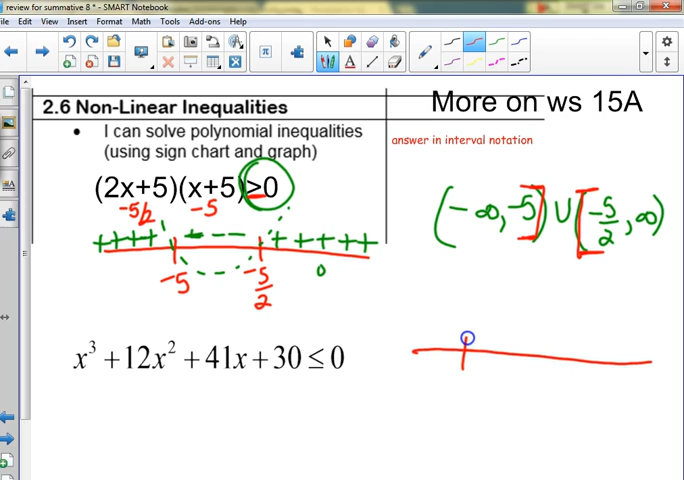 review for summative 8 * - SMART Notebook
Edit View Insert Format Tools Add-ons Help
2.6 Non-Linear Inequalities
More on ws 15A
• I can solve polynomial inequalities
(using sign chart and graph)
answer in interval notation
(2x+5)(x+5)≥0
-5/2 -5
(-∞, -5] ∪ [-5/2, ∞)
++++ - - - +++++
-5 - - - -5/2 0
x³ + 12x² + 41x + 30 ≤ 0